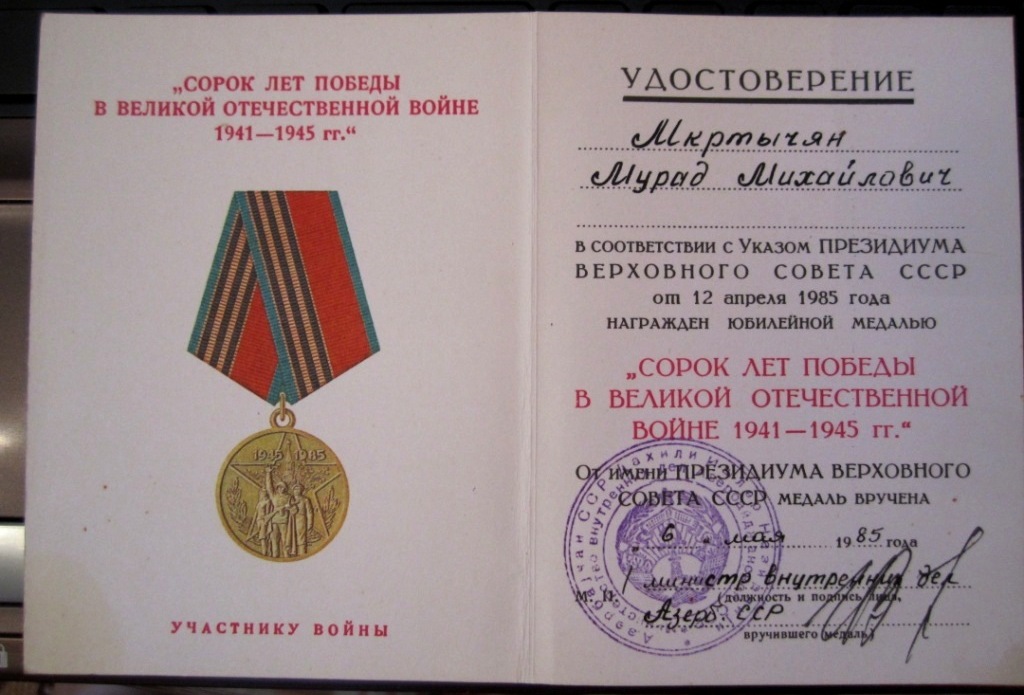 „СОРОК ЛЕТ ПОБЕДЫ
В ВЕЛИКОЙ ОТЕЧЕСТВЕННОЙ ВОЙНЕ
1941—1945 гг.“
1945 1985
УЧАСТНИКУ ВОЙНЫ
УДОСТОВЕРЕНИЕ
Мкртычян
Мурад Михайлович
в соответствии с Указом ПРЕЗИДИУМА
ВЕРХОВНОГО СОВЕТА СССР
от 12 апреля 1985 года
НАГРАЖДЕН ЮБИЛЕЙНОЙ МЕДАЛЬЮ
„СОРОК ЛЕТ ПОБЕДЫ
В ВЕЛИКОЙ ОТЕЧЕСТВЕННОЙ
ВОЙНЕ 1941—1945 гг.“
От имени ПРЕЗИДИУМА ВЕРХОВНОГО
СОВЕТА СССР МЕДАЛЬ ВРУЧЕНА
„ 6 „ мая 1985 года
министр внутренних дел
М. П. (должность и подпись лица,
Азерб. ССР
вручившего медаль)